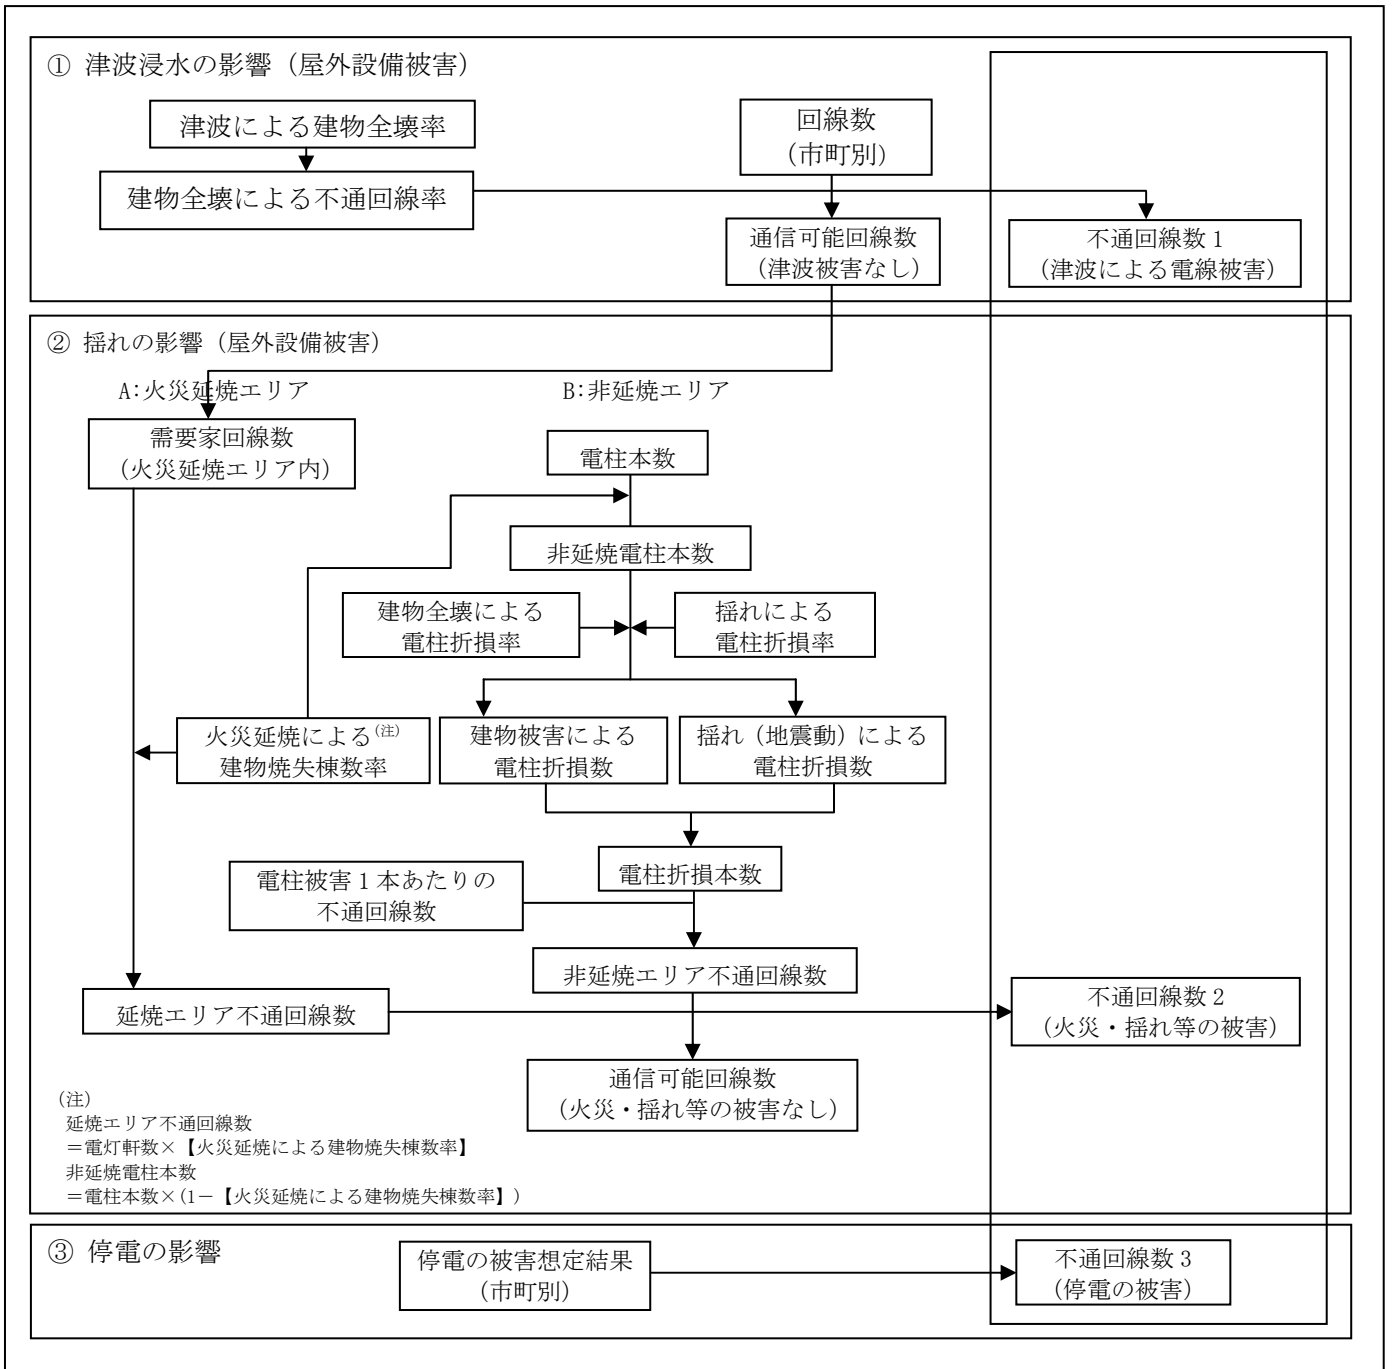 ① 津波浸水の影響（屋外設備被害）
津波による建物全壊率
建物全壊による不通回線率
回線数
（市町別）
通信可能回線数
（津波被害なし）
不通回線数１
（津波による電線被害）
② 揺れの影響（屋外設備被害）
A:火災延焼エリア
B:非延焼エリア
需要家回線数
（火災延焼エリア内）
電柱本数
非延焼電柱本数
建物全壊による
電柱折損率
揺れによる
電柱折損率
火災延焼による(注)
建物焼失棟数率
建物被害による
電柱折損数
揺れ（地震動）による
電柱折損数
電柱折損本数
電柱被害１本あたりの
不通回線数
非延焼エリア不通回線数
延焼エリア不通回線数
不通回線数２
（火災・揺れ等の被害）
通信可能回線数
（火災・揺れ等の被害なし）
（注）
延焼エリア不通回線数
＝電灯軒数×【火災延焼による建物焼失棟数率】
非延焼電柱本数
＝電柱本数×(1－【火災延焼による建物焼失棟数率】)
③ 停電の影響
停電の被害想定結果
（市町別）
不通回線数３
（停電の被害）